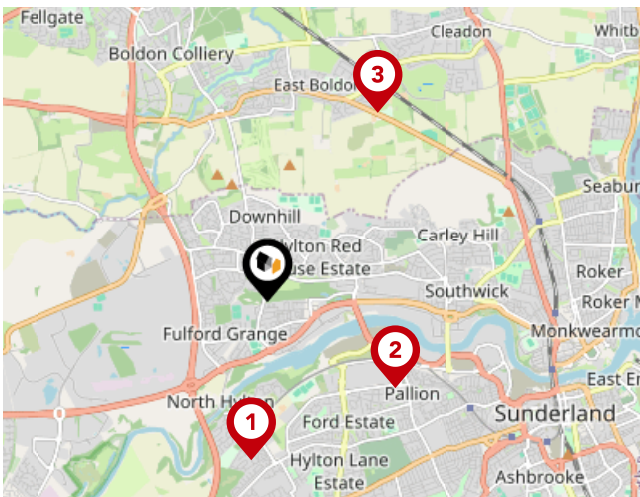 Fellgate
Cleadon
Whitb
Boldon Colliery
East Boldo
3
Seabur
Downhill
ylton Red
Carley Hill
use Estate
Roker
Southwick
Roker M
Fulford Grange
Monkwearmo
2
East E
North Hylton
Pallion
1
Sunderland
Ford Estate
Hylton Lane
Estate
Ashbrooke